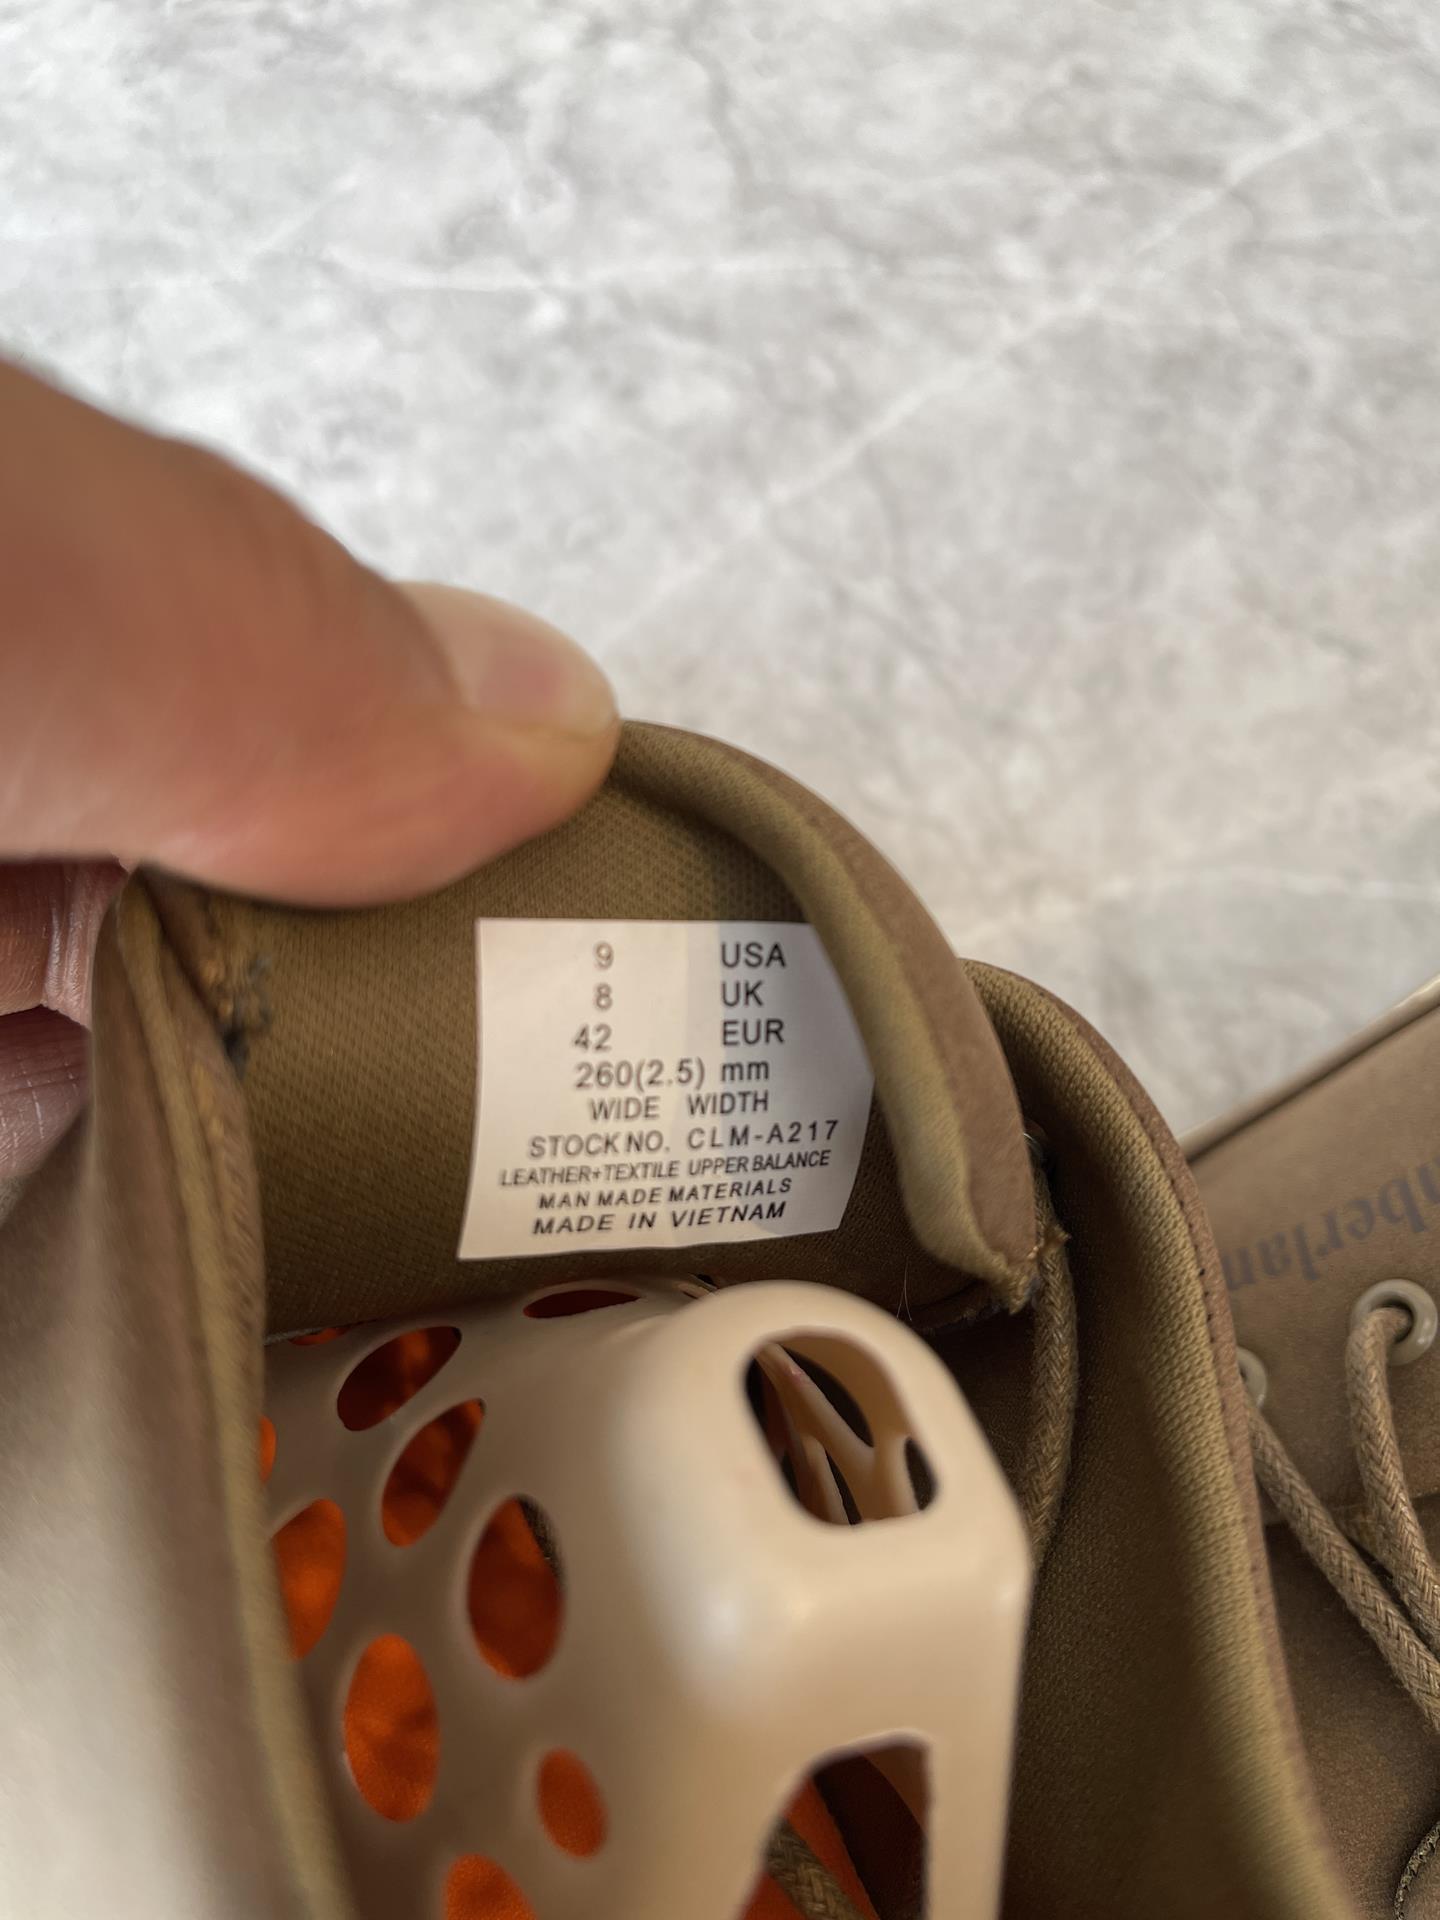 9 USA
8 UK
42 EUR
260(2.5) mm
WIDE WIDTH
STOCK NO. CLM-A217
LEATHER+TEXTILE UPPER BALANCE
MAN MADE MATERIALS
MADE IN VIETNAM